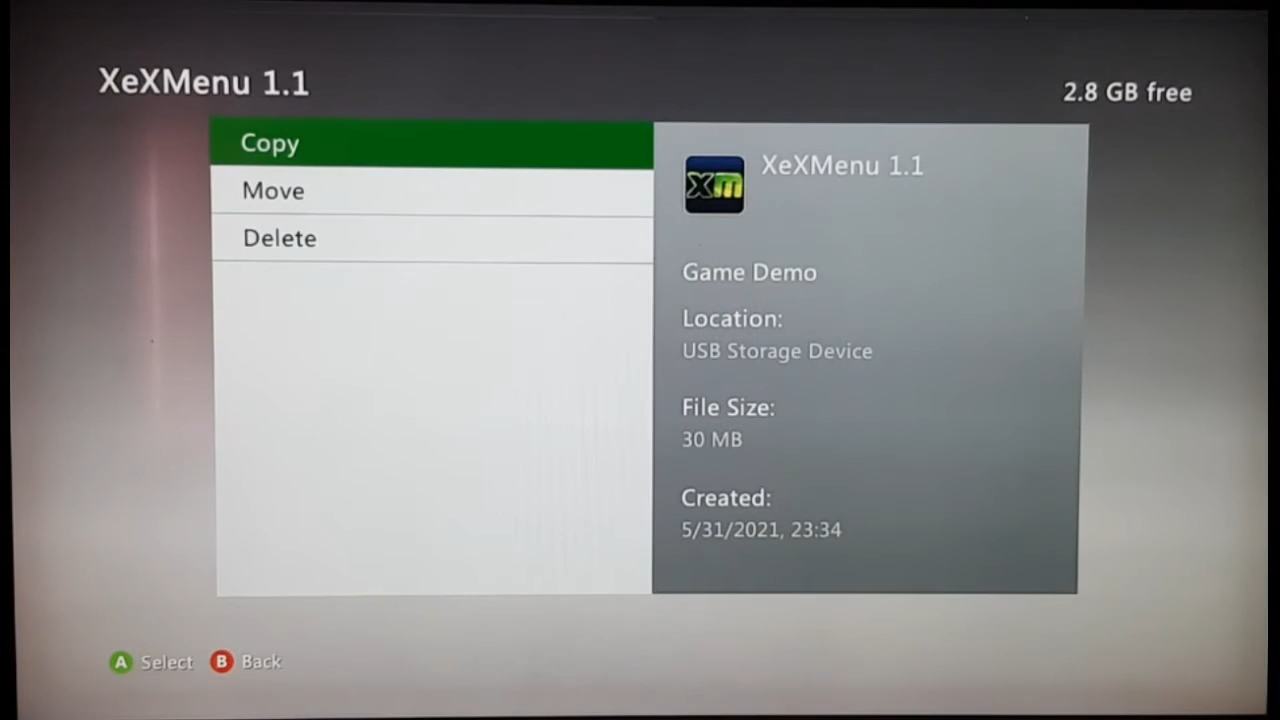 XeXMenu 1.1
2.8 GB free
Copy
Move
Delete
xm
XeXMenu 1.1
Game Demo
Location:
USB Storage Device
File Size:
30 MB
Created:
5/31/2021, 23:34
A Select B Back